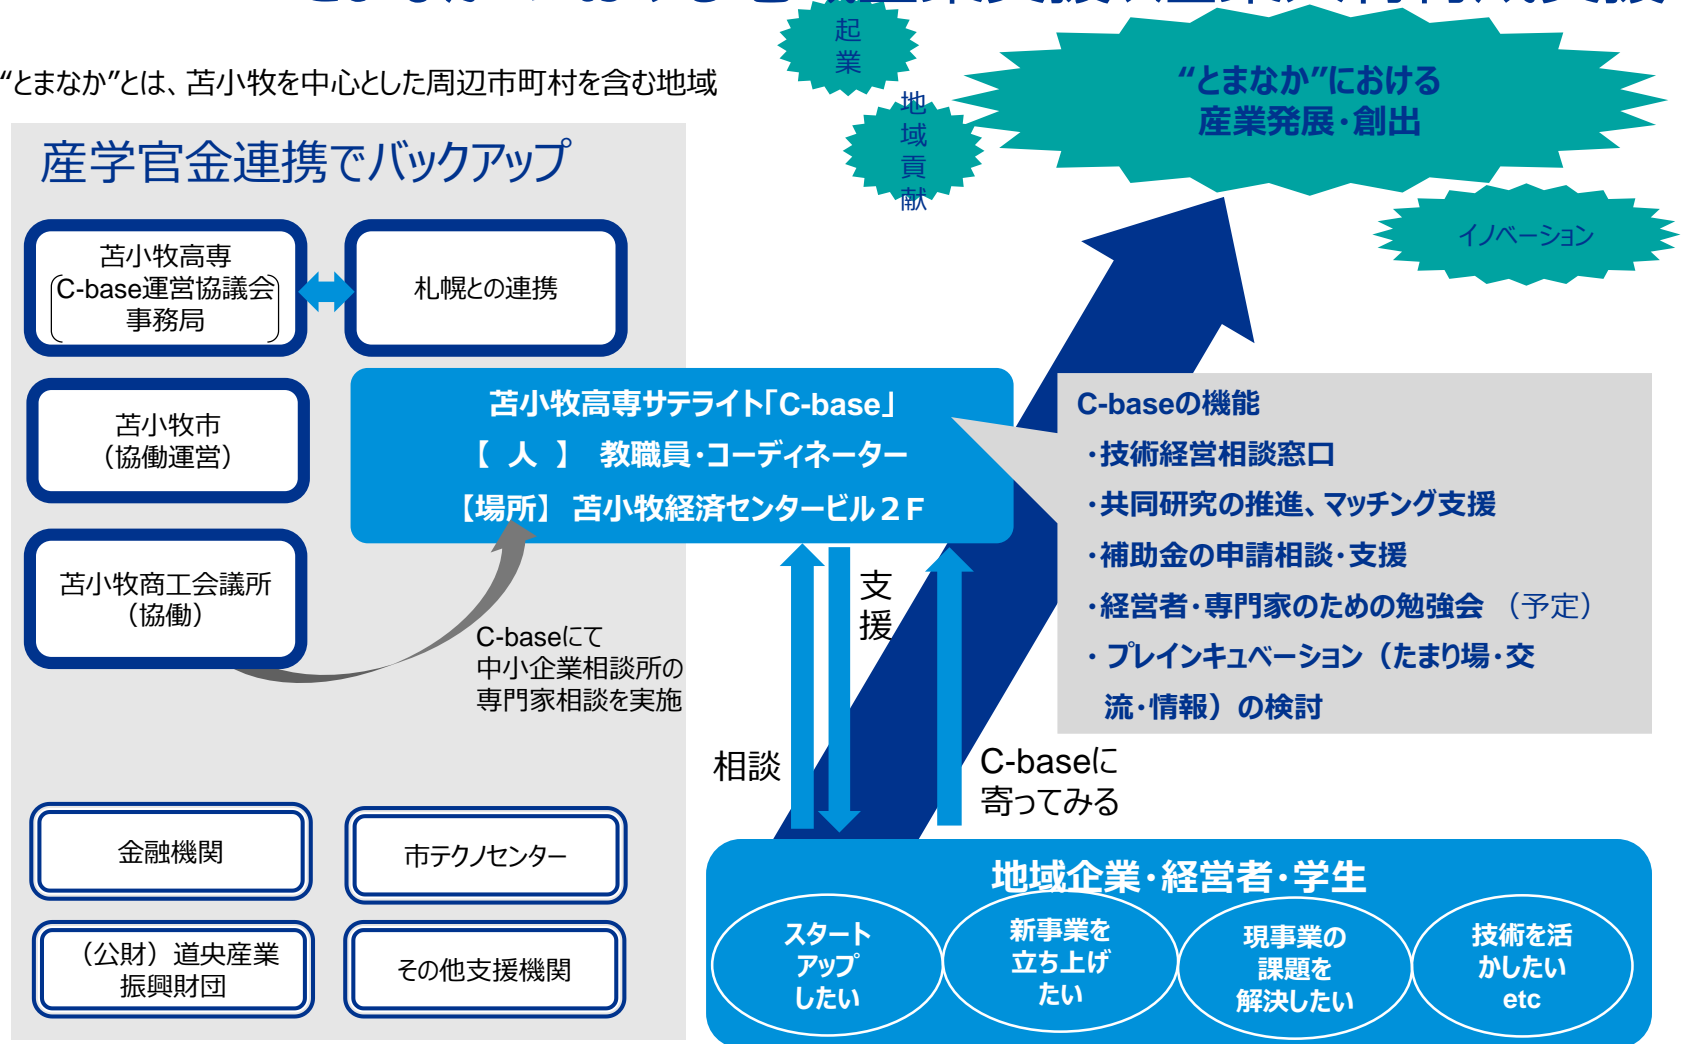 “とまなか”とは、苫小牧を中心とした周辺市町村を含む地域
起
業
地
域
貢
献
“とまなか”における
産業発展・創出
イノベーション
産学官金連携でバックアップ
苫小牧高専
C-base運営協議会
事務局
札幌との連携
苫小牧市
（協働運営）
苫小牧商工会議所
（協働）
苫小牧高専サテライト「C-base」
【 人 】 教職員・コーディネーター
【場所】 苫小牧経済センタービル２F
C-baseにて
中小企業相談所の
専門家相談を実施
C-baseの機能
・技術経営相談窓口
・共同研究の推進、マッチング支援
・補助金の申請相談・支援
・経営者・専門家のための勉強会 （予定）
・ プレインキュベーション（たまり場・交
流・情報）の検討
支
援
相談
C-baseに
寄ってみる
金融機関
市テクノセンター
（公財）道央産業
振興財団
その他支援機関
地域企業・経営者・学生
スタート
アップ
したい
新事業を
立ち上げ
たい
現事業の
課題を
解決したい
技術を活
かしたい
etc